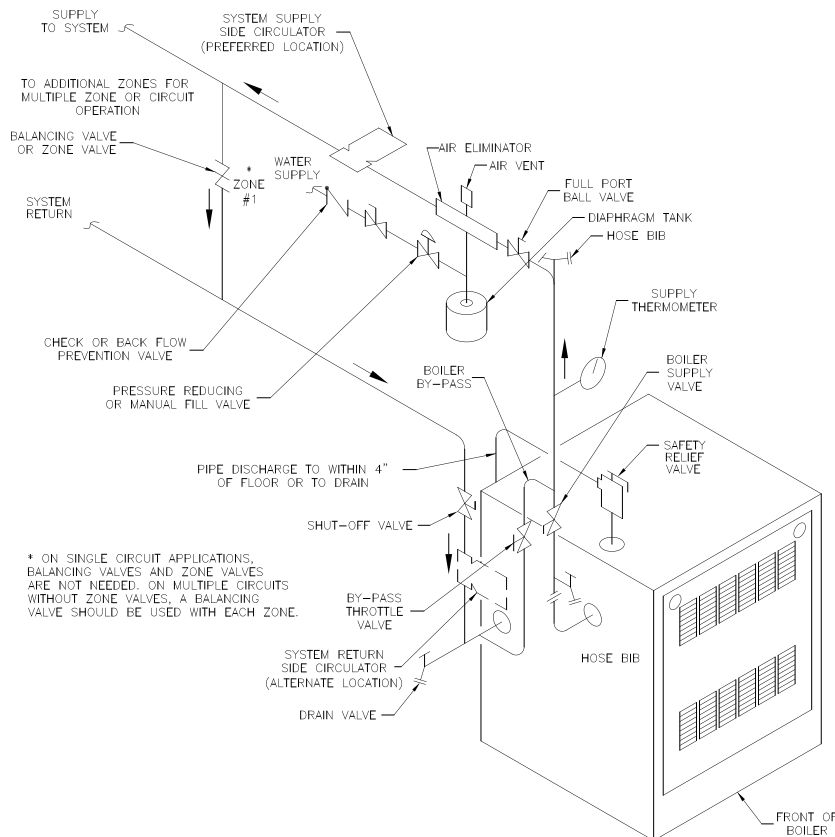 SUPPLY
TO SYSTEM
SYSTEM SUPPLY
SIDE CIRCULATOR
(PREFERRED LOCATION)
TO ADDITIONAL ZONES FOR
MULTIPLE ZONE OR CIRCUIT
OPERATION
BALANCING VALVE
OR ZONE VALVE
*
ZONE
#1
WATER
SUPPLY
AIR ELIMINATOR
AIR VENT
FULL PORT
BALL VALVE
DIAPHRAGM TANK
HOSE BIB
SYSTEM
RETURN
SUPPLY
THERMOMETER
CHECK OR BACK FLOW
PREVENTION VALVE
BOILER
BY-PASS
BOILER
SUPPLY
VALVE
PRESSURE REDUCING
OR MANUAL FILL VALVE
SAFETY
RELIEF
VALVE
PIPE DISCHARGE TO WITHIN 4"
OF FLOOR OR TO DRAIN
SHUT-OFF VALVE
* ON SINGLE CIRCUIT APPLICATIONS,
BALANCING VALVES AND ZONE VALVES
ARE NOT NEEDED. ON MULTIPLE CIRCUITS
WITHOUT ZONE VALVES, A BALANCING
VALVE SHOULD BE USED WITH EACH ZONE.
BY-PASS
THROTTLE
VALVE
SYSTEM RETURN
SIDE CIRCULATOR
(ALTERNATE LOCATION)
HOSE BIB
DRAIN VALVE
FRONT OF
BOILER